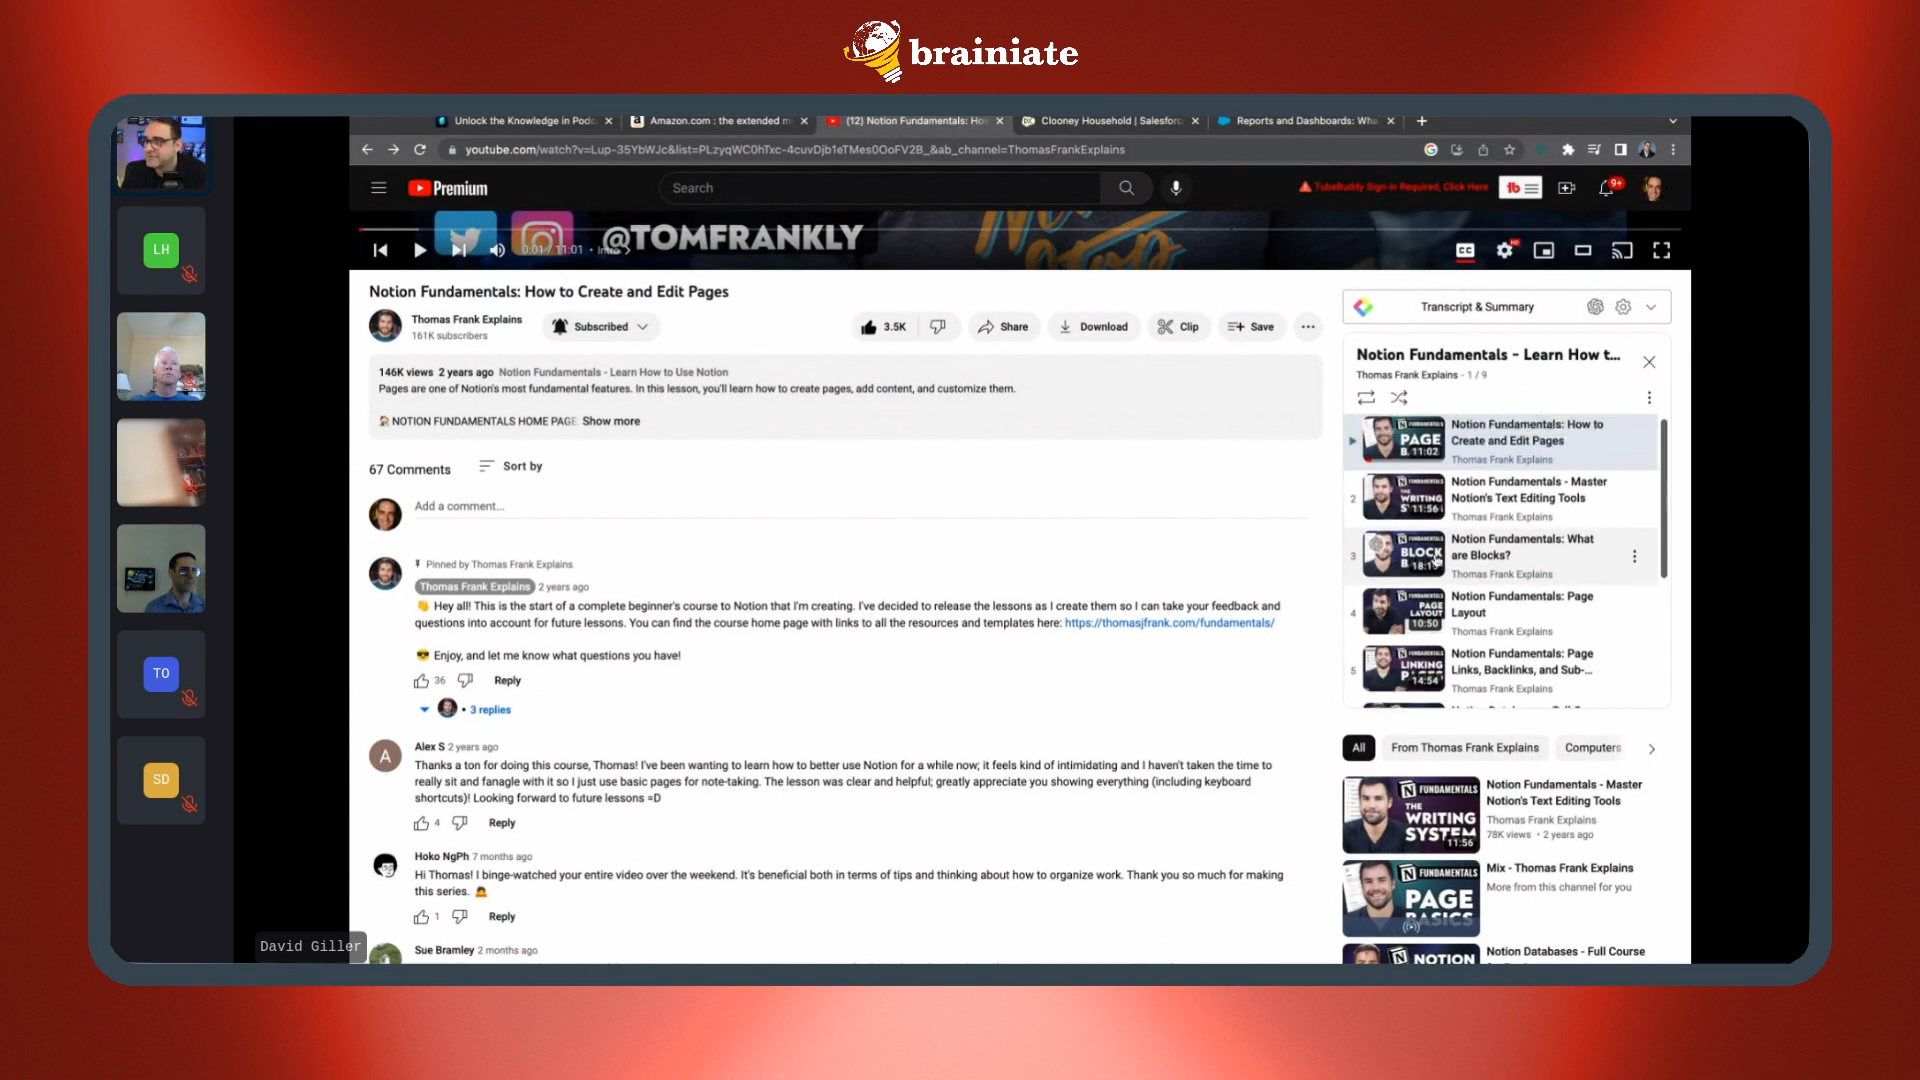 brainiate
Unlock the Knowledge in Podc
Amazon.com : the extended m
(12) Notion Fundamentals: Ho
Clooney Household | Salesforc
Reports and Dashboards: Wha
youtube.com/watch?v=Lup-35YbWJc&list=PLzyqWC0hTxc-4cuvDjb1eTMes0OoFV2B_&ab_channel=ThomasFrankExplains
Premium
Search
TubeBuddy Sign-in Required, Click Here
tb
9+
@TOMFRANKLY
0:01 / 11:01 • Intro
CC
HD
Notion Fundamentals: How to Create and Edit Pages
Thomas Frank Explains
161K subscribers
Subscribed
3.5K
Share
Download
Clip
Save
146K views 2 years ago Notion Fundamentals - Learn How to Use Notion
Pages are one of Notion's most fundamental features. In this lesson, you'll learn how to create pages, add content, and customize them.
NOTION FUNDAMENTALS HOME PAGE Show more
67 Comments
Sort by
Add a comment...
Pinned by Thomas Frank Explains
Thomas Frank Explains 2 years ago
👋 Hey all! This is the start of a complete beginner's course to Notion that I'm creating. I've decided to release the lessons as I create them so I can take your feedback and
questions into account for future lessons. You can find the course home page with links to all the resources and templates here: https://thomasjfrank.com/fundamentals/
😎 Enjoy, and let me know what questions you have!
36
Reply
• 3 replies
A
Alex S 2 years ago
Thanks a ton for doing this course, Thomas! I've been wanting to learn how to better use Notion for a while now; it feels kind of intimidating and I haven't taken the time to
really sit and fanagle with it so I just use basic pages for note-taking. The lesson was clear and helpful; greatly appreciate you showing everything (including keyboard
shortcuts)! Looking forward to future lessons =D
4
Reply
Hoko NgPh 7 months ago
Hi Thomas! I binge-watched your entire video over the weekend. It's beneficial both in terms of tips and thinking about how to organize work. Thank you so much for making
this series.
1
Reply
Sue Bramley 2 months ago
Transcript & Summary
Notion Fundamentals - Learn How t...
Thomas Frank Explains - 1 / 9
FUNDAMENTALS
PAGE
B 11:02
Notion Fundamentals: How to
Create and Edit Pages
Thomas Frank Explains
2
FUNDAMENTALS
THE
WRITING
S 11:56
Notion Fundamentals - Master
Notion's Text Editing Tools
Thomas Frank Explains
3
FUNDAMENTALS
BLOCK
B 18:1
Notion Fundamentals: What
are Blocks?
Thomas Frank Explains
4
FUNDAMENTALS
PAGE
LAYOUT
10:50
Notion Fundamentals: Page
Layout
Thomas Frank Explains
5
FUNDAMENTALS
LINKING
P 14:54
Notion Fundamentals: Page
Links, Backlinks, and Sub-...
Thomas Frank Explains
All
From Thomas Frank Explains
Computers
FUNDAMENTALS
THE
WRITING
SYSTEM
11:56
Notion Fundamentals - Master
Notion's Text Editing Tools
Thomas Frank Explains
78K views • 2 years ago
FUNDAMENTALS
PAGE
BASICS
Mix - Thomas Frank Explains
More from this channel for you
NOTION
Notion Databases - Full Course
LH
TO
SD
David Giller